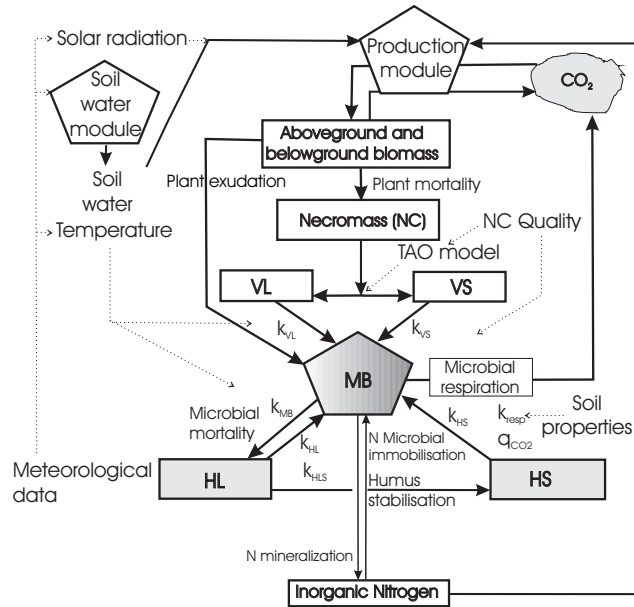 Solar radiation
Production
module
CO2
Soil
water
module
Aboveground and
belowground biomass
Soil
water
Plant exudation
Plant mortality
Temperature
Necromass (NC)
NC Quality
TAO model
VL
VS
kVL
kVS
MB
Microbial
respiration
kMB
Microbial
mortality
kHL
kHLS
kHS
kresp
qCO2
Soil
properties
N Microbial
immobilisation
Meteorological
data
HL
HS
Humus
stabilisation
N mineralization
Inorganic Nitrogen